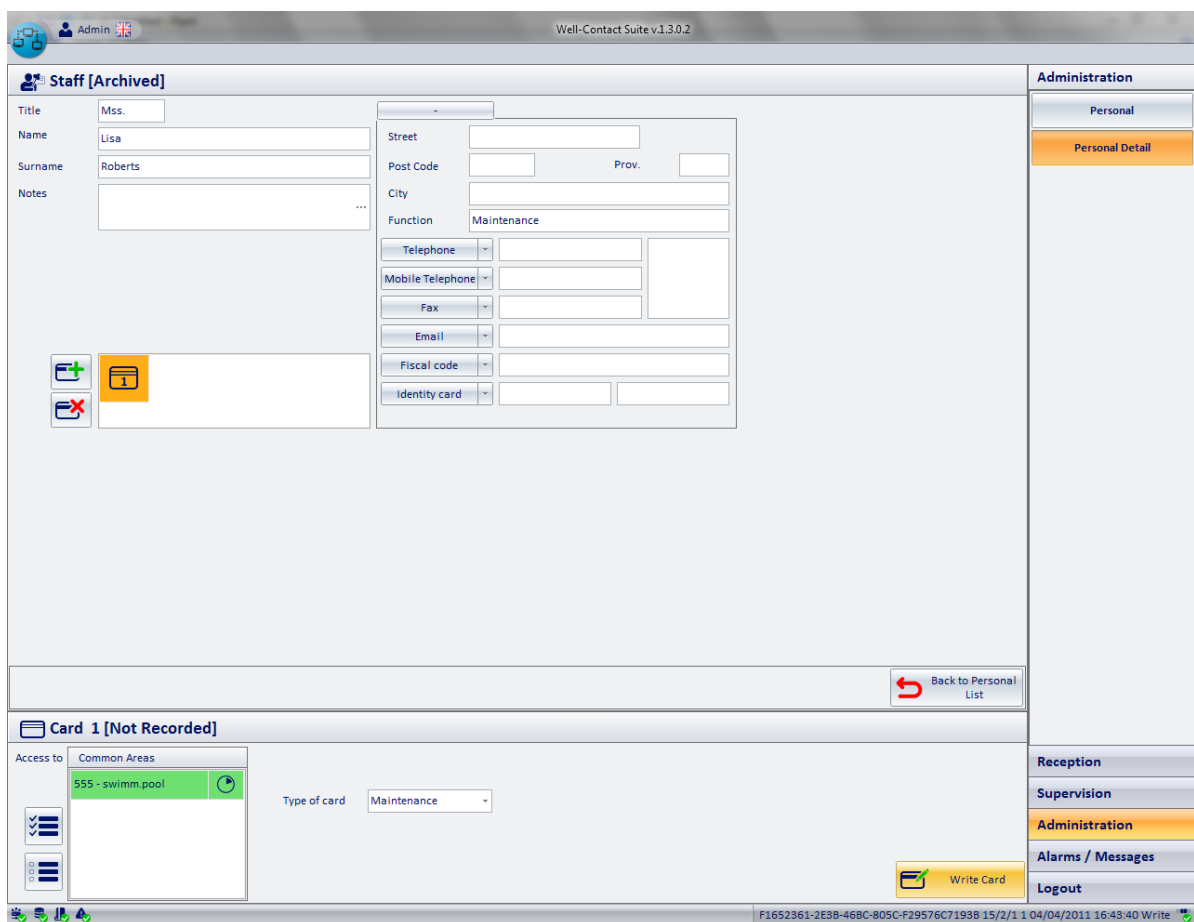 Admin
Well-Contact Suite v.1.3.0.2
Staff [Archived]
Title Mss.
Name Lisa
Surname Roberts
Notes
...
-
Street
Post Code Prov.
City
Function Maintenance
Telephone
Mobile Telephone
Fax
Email
Fiscal code
Identity card
1
Back to Personal
List
Card 1 [Not Recorded]
Access to Common Areas
555 - swimm.pool
Type of card Maintenance
Write Card
Administration
Personal
Personal Detail
Reception
Supervision
Administration
Alarms / Messages
Logout
F1652361-2E3B-46BC-805C-F29576C7193B 15/2/1 1 04/04/2011 16:43:40 Write